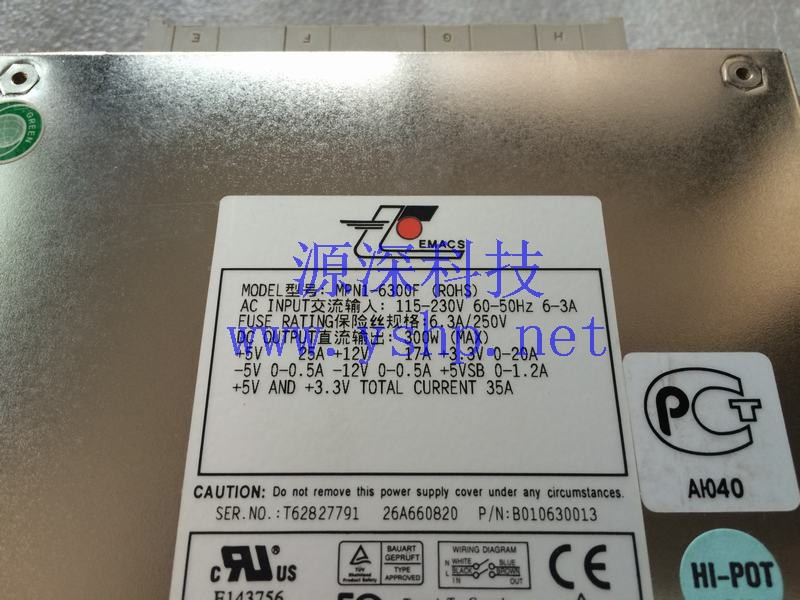 E F G H
GREEN
EMACS
源深科技
MODEL型号: MPN1-6300F (ROHS)
AC INPUT交流输入: 115-230V 60-50Hz 6-3A
FUSE RATING保险丝规格:6.3A/250V
www.yshp.net
DC OUTPUT直流输出: 300W(MAX)
+5V 25A +12V 17A +3.3V 0-20A
-5V 0-0.5A -12V 0-0.5A +5VSB 0-1.2A
+5V AND +3.3V TOTAL CURRENT 35A
PCT
АЮ40
CAUTION: Do not remove this power supply cover under any circumstances.
SER.NO.:T62827791 26A660820 P/N:B010630013
c RU US
E143756
TUV
Rheinland
Product Safety
BAUART
GEPRÜFT
TYPE
APPROVED
WIRING DIAGRAM
N WHITE BLUE
L BLACK BROWN
IN OUT
CE
HI-POT